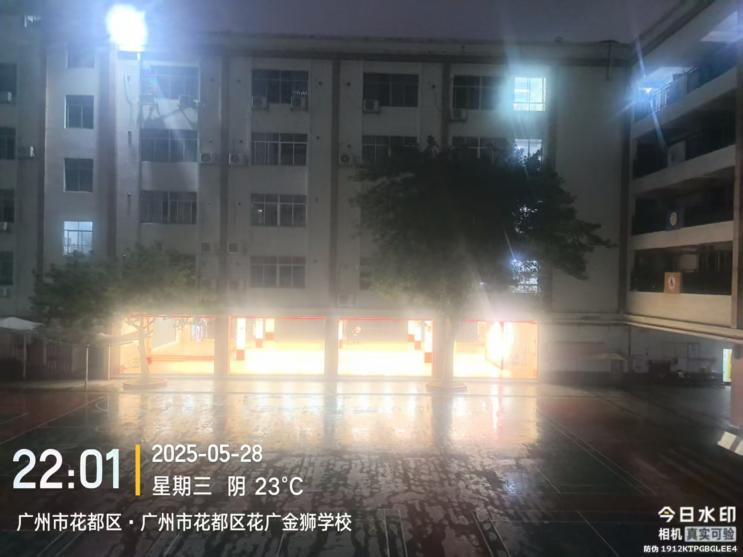 22:01
2025-05-28
星期三 阴 23°C
广州市花都区·广州市花都区花广金狮学校
今日水印
相机 真实可验
防伪 1912KTPGBGLEE4